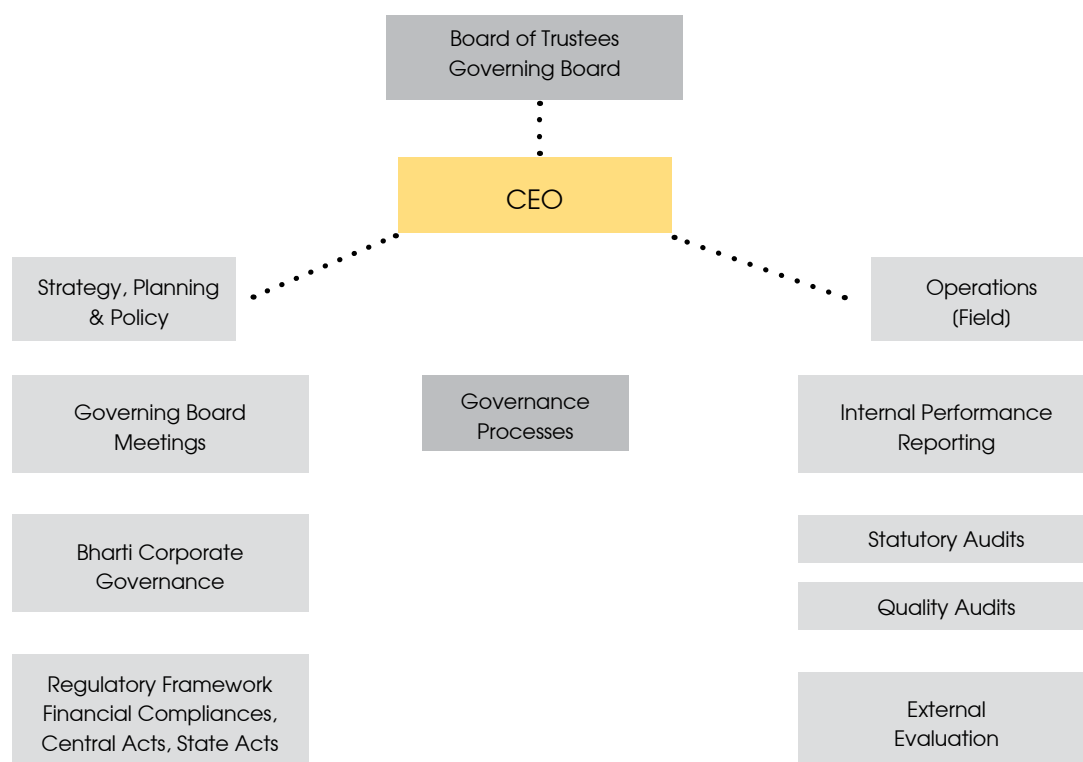 Board of Trustees
Governing Board
CEO
Strategy, Planning
& Policy
Operations
(Field)
Governing Board
Meetings
Governance
Processes
Internal Performance
Reporting
Bharti Corporate
Governance
Statutory Audits
Quality Audits
Regulatory Framework
Financial Compliances,
Central Acts, State Acts
External
Evaluation